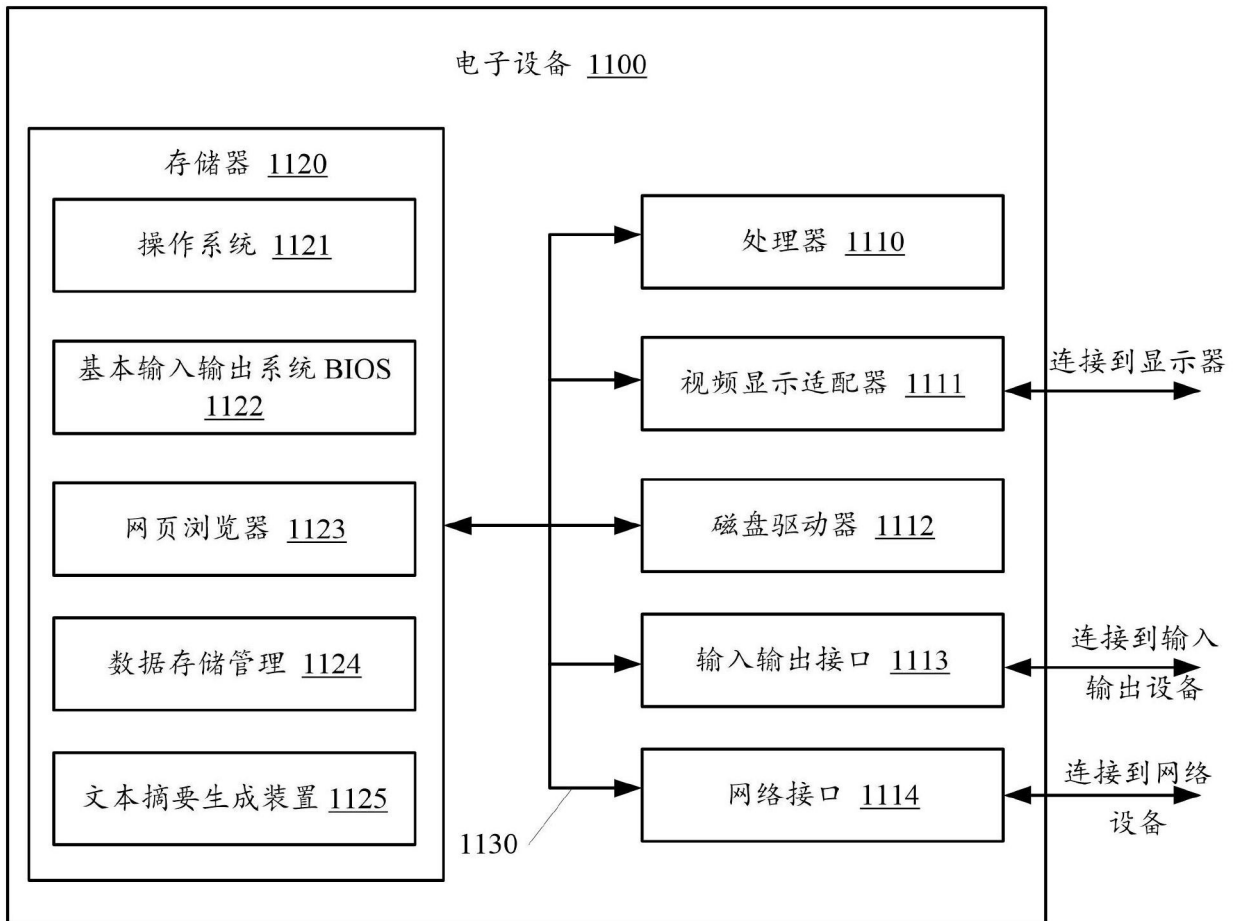 电子设备 1100
存储器 1120
操作系统 1121
基本输入输出系统 BIOS
1122
网页浏览器 1123
数据存储管理 1124
文本摘要生成装置 1125
处理器 1110
视频显示适配器 1111
磁盘驱动器 1112
输入输出接口 1113
网络接口 1114
1130
连接到显示器
连接到输入
输出设备
连接到网络
设备